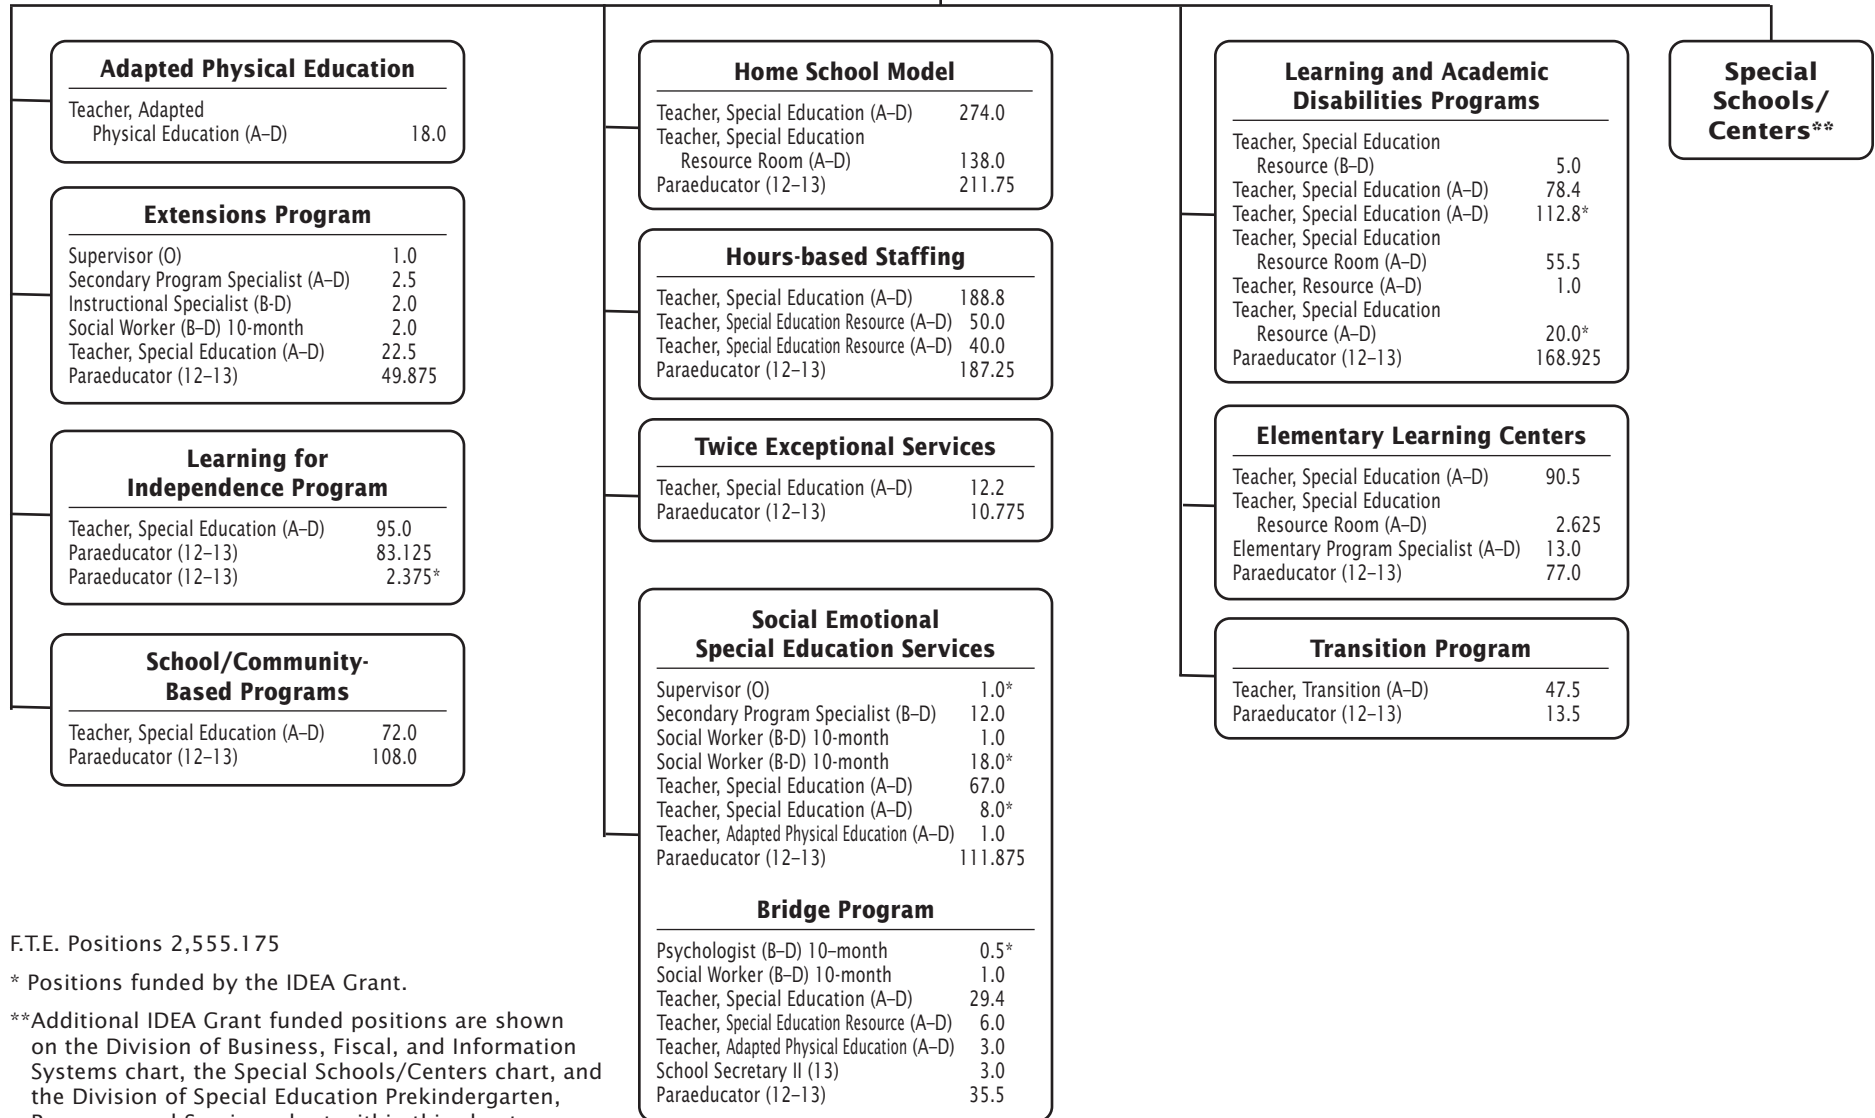 Adapted Physical Education
Teacher, Adapted
Physical Education (A–D) 18.0
Extensions Program
Supervisor (O) 1.0
Secondary Program Specialist (A–D) 2.5
Instructional Specialist (B-D) 2.0
Social Worker (B–D) 10-month 2.0
Teacher, Special Education (A–D) 22.5
Paraeducator (12–13) 49.875
Learning for
Independence Program
Teacher, Special Education (A–D) 95.0
Paraeducator (12–13) 83.125
Paraeducator (12–13) 2.375*
School/Community-
Based Programs
Teacher, Special Education (A–D) 72.0
Paraeducator (12–13) 108.0
Home School Model
Teacher, Special Education (A–D) 274.0
Teacher, Special Education
Resource Room (A–D) 138.0
Paraeducator (12–13) 211.75
Hours-based Staffing
Teacher, Special Education (A–D) 188.8
Teacher, Special Education Resource (A–D) 50.0
Teacher, Special Education Resource (A–D) 40.0
Paraeducator (12–13) 187.25
Twice Exceptional Services
Teacher, Special Education (A–D) 12.2
Paraeducator (12–13) 10.775
Social Emotional
Special Education Services
Supervisor (O) 1.0*
Secondary Program Specialist (B–D) 12.0
Social Worker (B-D) 10-month 1.0
Social Worker (B-D) 10-month 18.0*
Teacher, Special Education (A–D) 67.0
Teacher, Special Education (A–D) 8.0*
Teacher, Adapted Physical Education (A–D) 1.0
Paraeducator (12–13) 111.875
Bridge Program
Psychologist (B–D) 10–month 0.5*
Social Worker (B–D) 10-month 1.0
Teacher, Special Education (A–D) 29.4
Teacher, Special Education Resource (A–D) 6.0
Teacher, Adapted Physical Education (A–D) 3.0
School Secretary II (13) 3.0
Paraeducator (12–13) 35.5
Learning and Academic
Disabilities Programs
Teacher, Special Education
Resource (B–D) 5.0
Teacher, Special Education (A–D) 78.4
Teacher, Special Education (A–D) 112.8*
Teacher, Special Education
Resource Room (A–D) 55.5
Teacher, Resource (A–D) 1.0
Teacher, Special Education
Resource (A–D) 20.0*
Paraeducator (12–13) 168.925
Elementary Learning Centers
Teacher, Special Education (A–D) 90.5
Teacher, Special Education
Resource Room (A–D) 2.625
Elementary Program Specialist (A–D) 13.0
Paraeducator (12–13) 77.0
Transition Program
Teacher, Transition (A–D) 47.5
Paraeducator (12–13) 13.5
Special
Schools/
Centers**
F.T.E. Positions 2,555.175
* Positions funded by the IDEA Grant.
**Additional IDEA Grant funded positions are shown
on the Division of Business, Fiscal, and Information
Systems chart, the Special Schools/Centers chart, and
the Division of Special Education Prekindergarten,